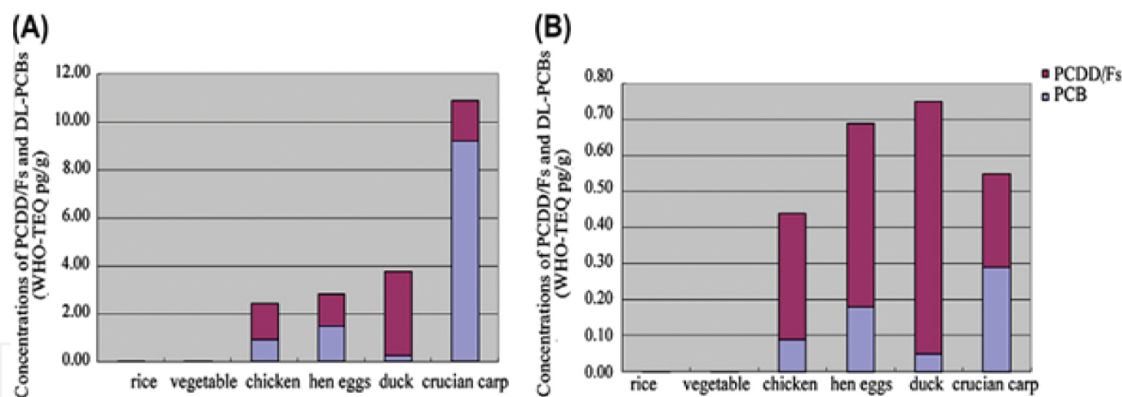 (A)
Concentrations of PCDD/Fs and DL-PCBs
(WHO-TEQ pg/g)
12.00
10.00
8.00
6.00
4.00
2.00
0.00
rice vegetable chicken hen eggs duck crucian carp
(B)
Concentrations of PCDD/Fs and DL-PCBs
(WHO-TEQ pg/g)
0.80
0.70
0.60
0.50
0.40
0.30
0.20
0.10
0.00
rice vegetable chicken hen eggs duck crucian carp
PCDD/Fs
PCB